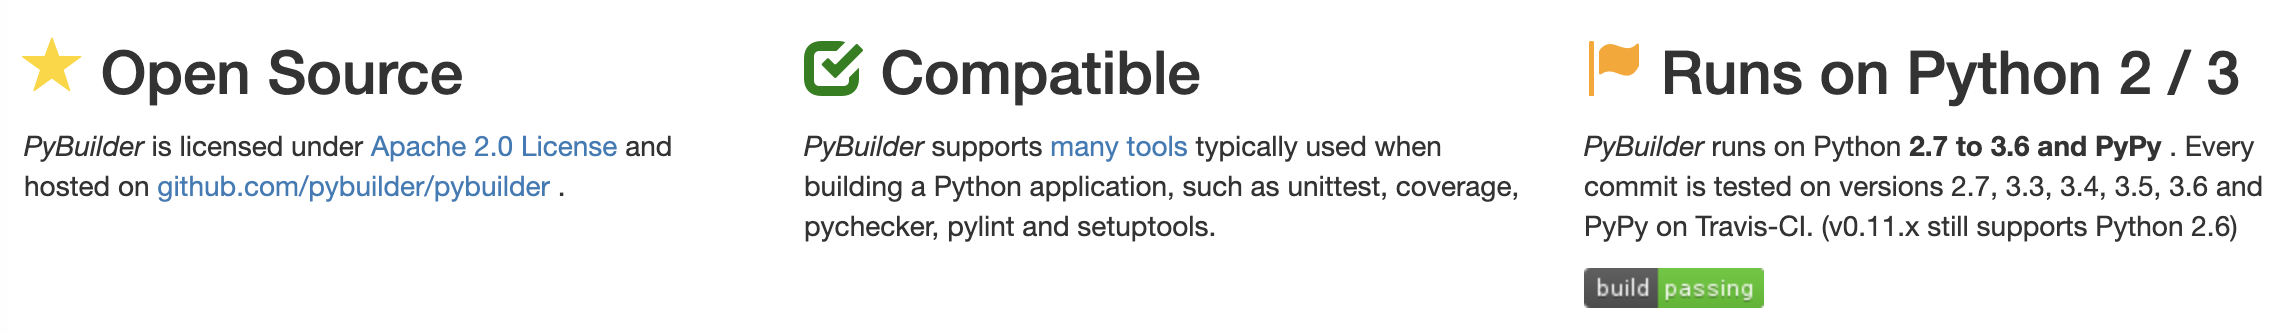 Open Source
PyBuilder is licensed under Apache 2.0 License and
hosted on github.com/pybuilder/pybuilder .
Compatible
PyBuilder supports many tools typically used when
building a Python application, such as unittest, coverage,
pychecker, pylint and setuptools.
Runs on Python 2 / 3
PyBuilder runs on Python 2.7 to 3.6 and PyPy . Every
commit is tested on versions 2.7, 3.3, 3.4, 3.5, 3.6 and
PyPy on Travis-CI. (v0.11.x still supports Python 2.6)
build passing